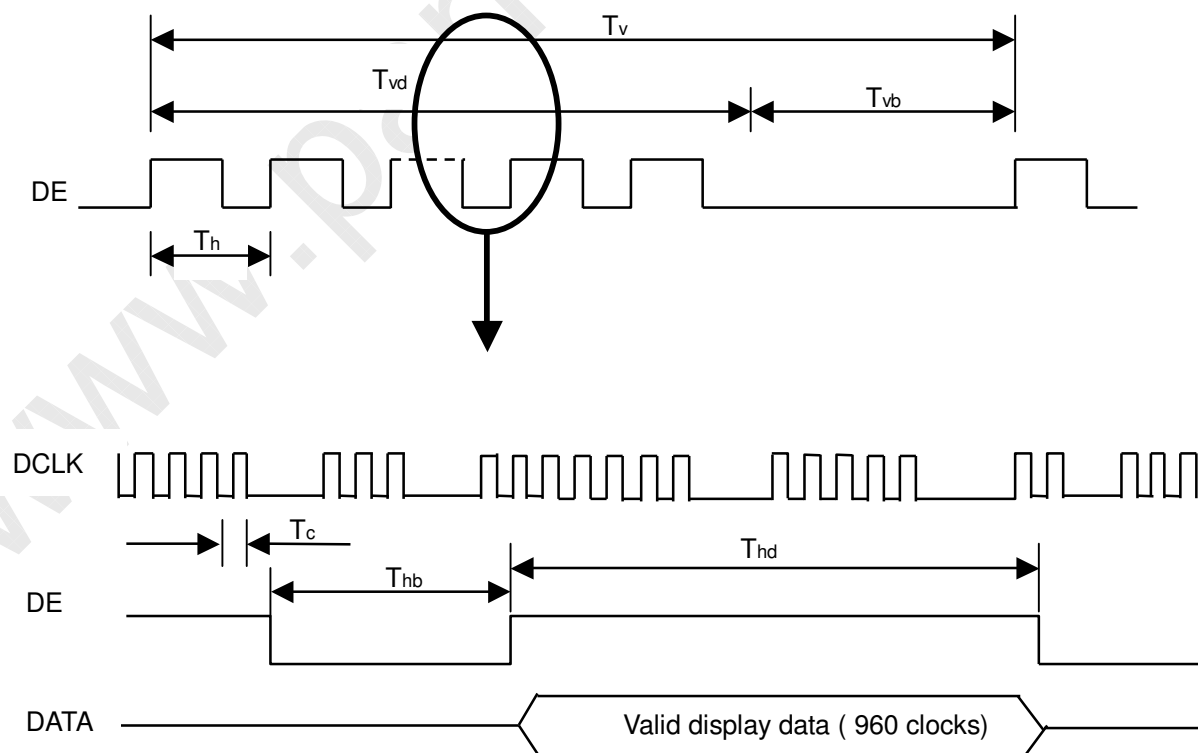 Tv
Tvd
Tvb
DE
Th
DCLK
Tc
Thd
Thb
DE
DATA
Valid display data ( 960 clocks)